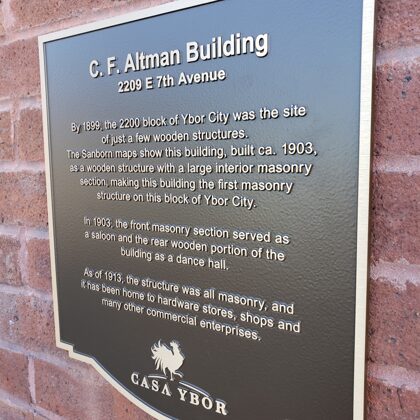 C. F. Altman Building
2209 E 7th Avenue
By 1899, the 2200 block of Ybor City was the site
of just a few wooden structures.
The Sanborn maps show this building, built ca. 1903,
as a wooden structure with a large interior masonry
section, making this building the first masonry
structure on this block of Ybor City.
In 1903, the front masonry section served as
a saloon and the rear wooden portion of the
building as a dance hall.
As of 1913, the structure was all masonry, and
it has been home to hardware stores, shops and
many other commercial enterprises.
CASA YBOR